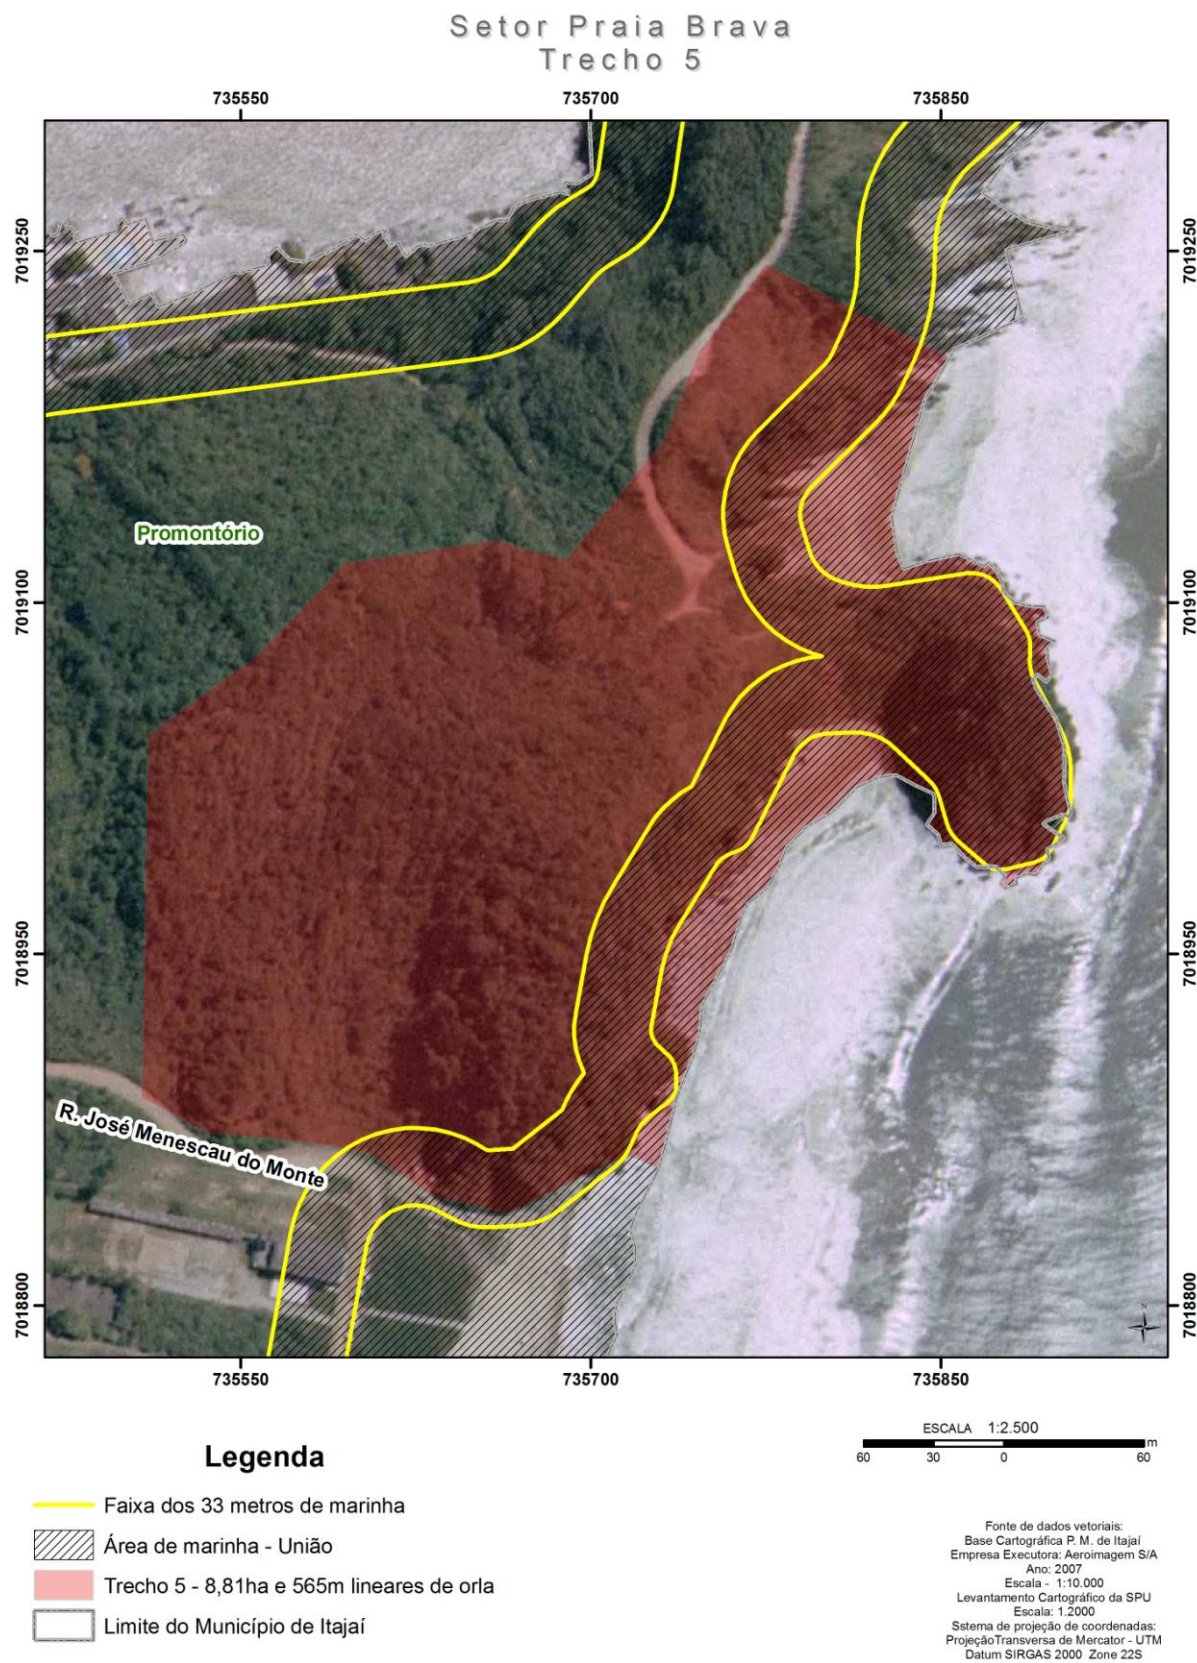 Setor Praia Brava
Trecho 5
735550 735700 735850
7019250 7019250
Promontório
7019100 7019100
7018950 7018950
R. José Menescau do Monte
7018800 7018800
N
735550 735700 735850
ESCALA 1:2.500
60 30 0 60 m
Legenda
Faixa dos 33 metros de marinha
Área de marinha - União
Trecho 5 - 8,81ha e 565m lineares de orla
Limite do Município de Itajaí
Fonte de dados vetoriais:
Base Cartográfica P. M. de Itajaí
Empresa Executora: Aeroimagem S/A
Ano: 2007
Escala - 1:10.000
Levantamento Cartográfico da SPU
Escala: 1.2000
Sstema de projeção de coordenadas:
ProjeçãoTransversa de Mercator - UTM
Datum SIRGAS 2000 Zone 22S